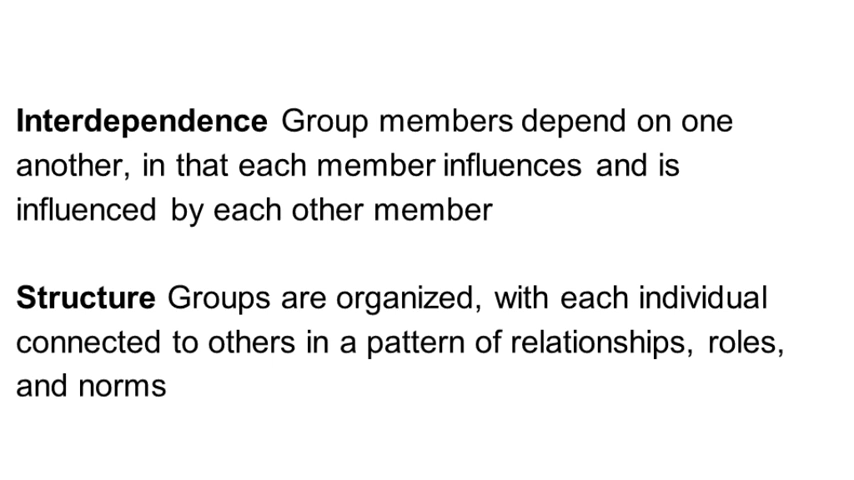 Interdependence Group members depend on one
another, in that each member influences and is
influenced by each other member
Structure Groups are organized, with each individual
connected to others in a pattern of relationships, roles,
and norms